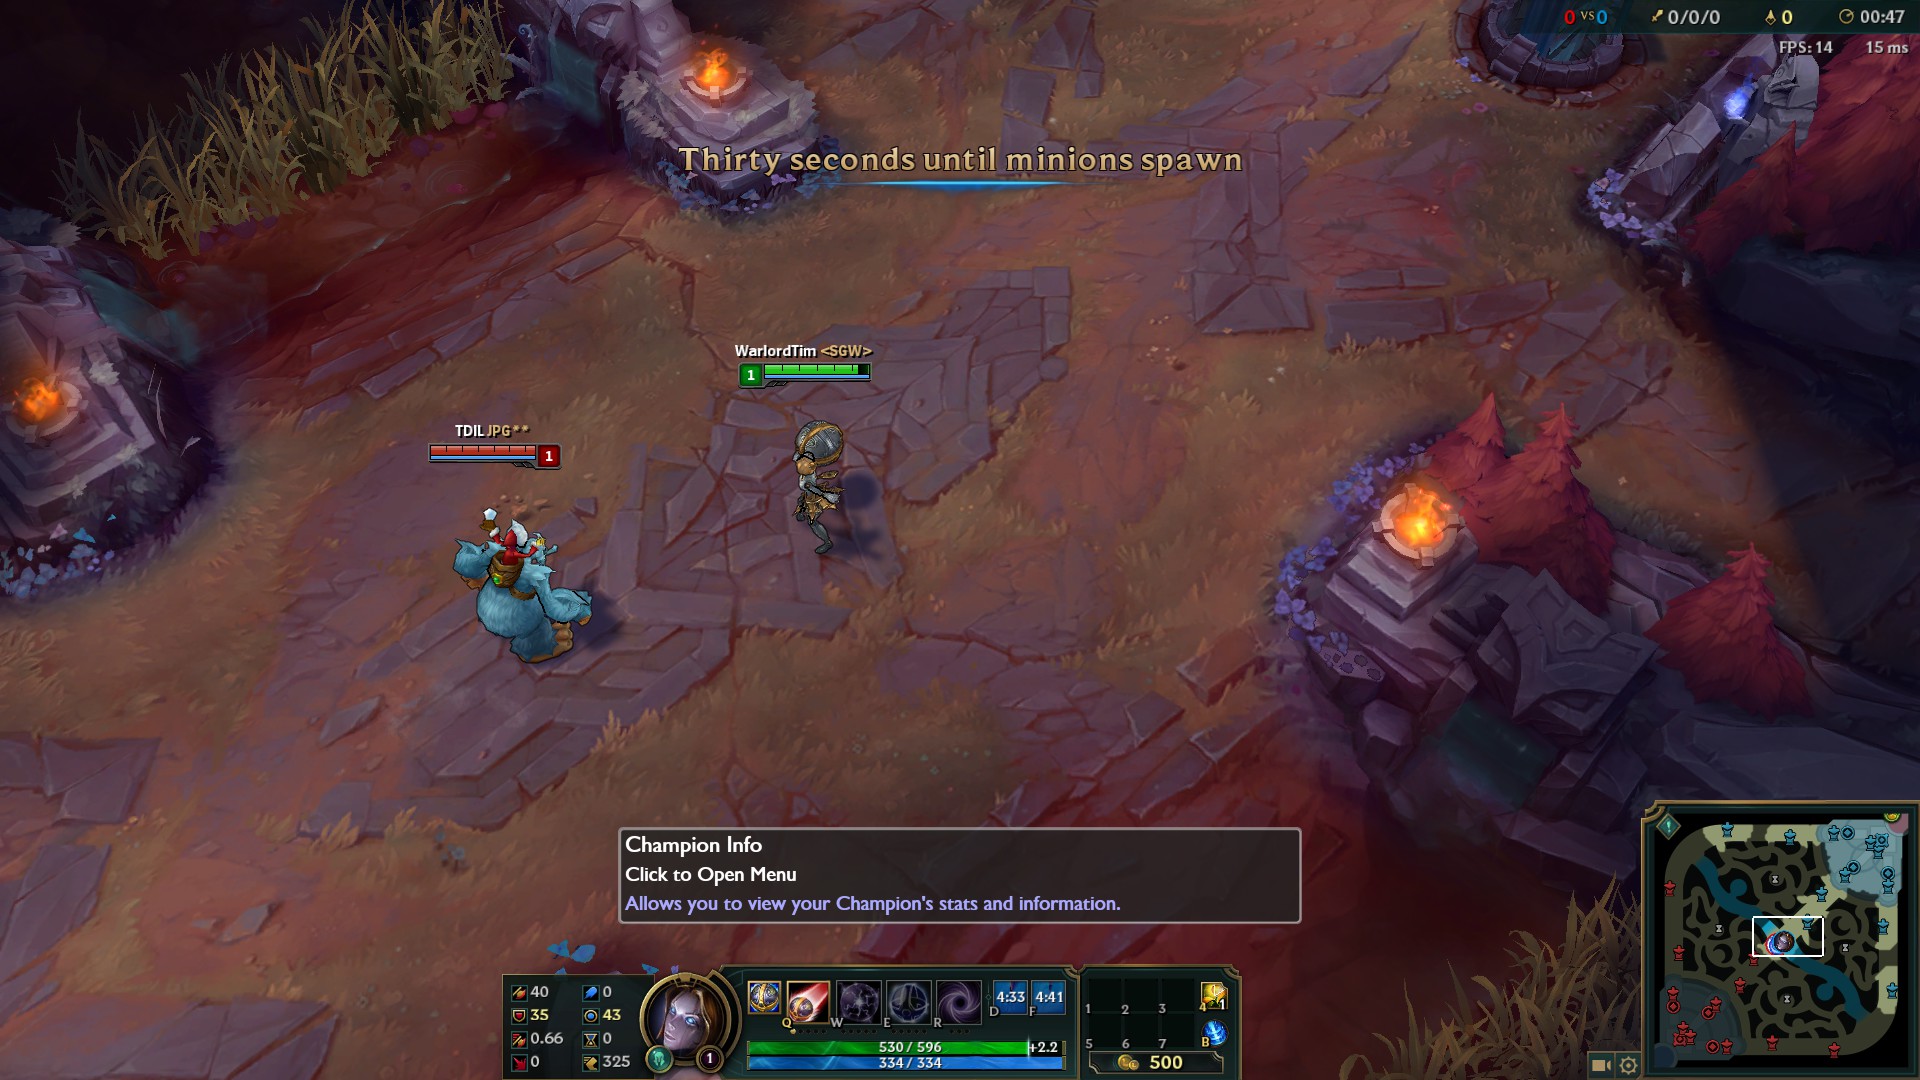 0 VS 0 0/0/0 0 00:47
FPS: 14 15 ms
Thirty seconds until minions spawn
WarlordTim <SGW>
1
TDIL JPG**
1
Champion Info
Click to Open Menu
Allows you to view your Champion's stats and information.
40 0
35 43
0.66 0
0 325
1
Q W E R
4:33 D 4:41 F
530 / 596 +2.2
334 / 334
1 2 3 4 1
5 6 7 B
500